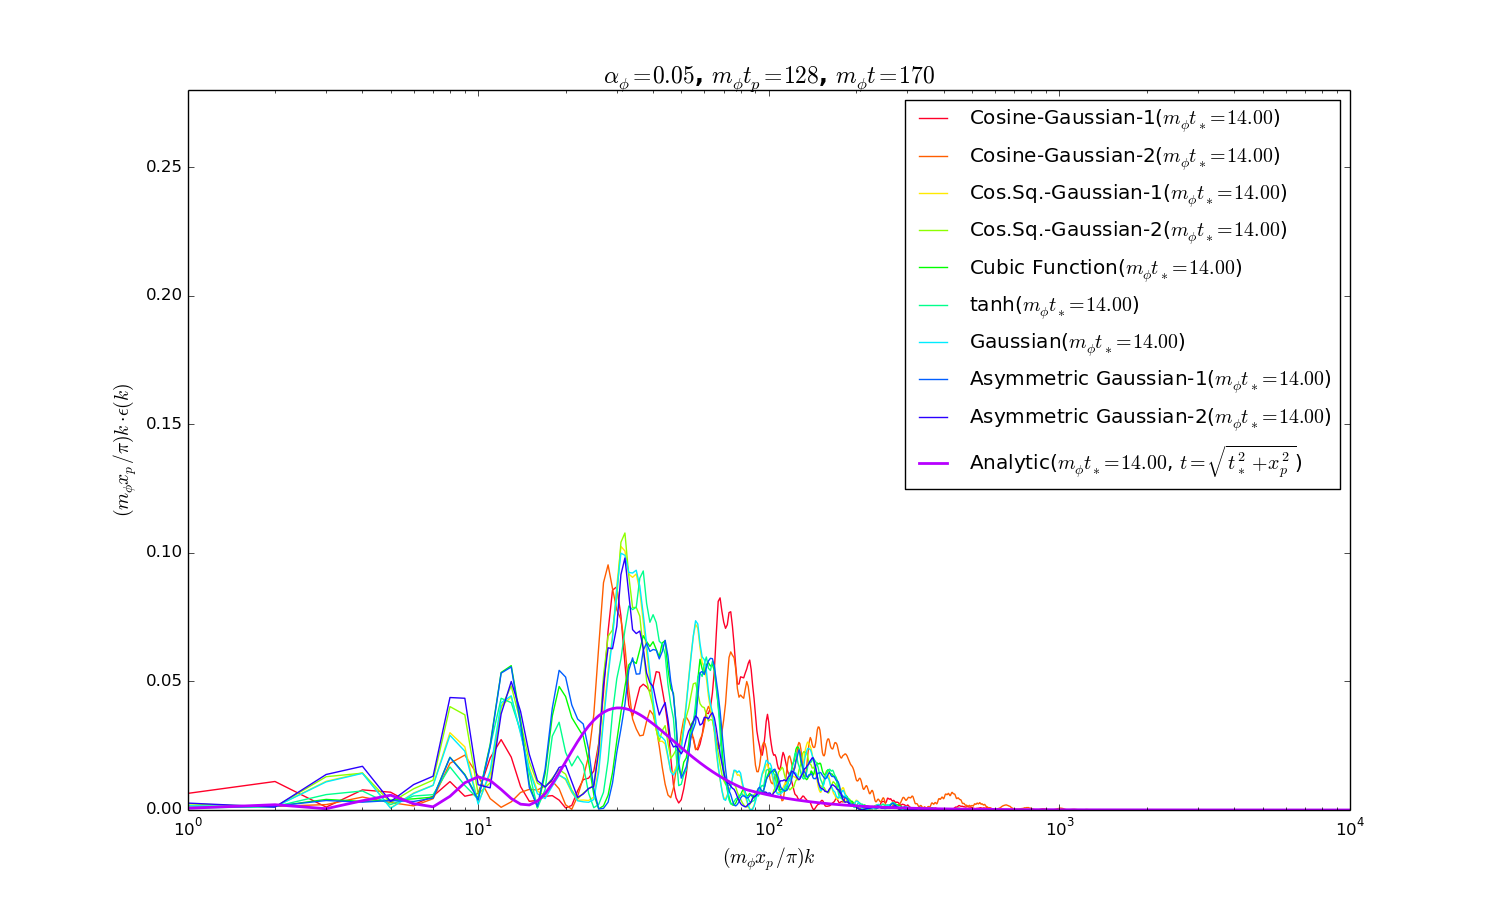 α_ϕ=0.05, m_ϕt_p=128, m_ϕt=170
Cosine-Gaussian-1(m_ϕt_*=14.00)
Cosine-Gaussian-2(m_ϕt_*=14.00)
Cos.Sq.-Gaussian-1(m_ϕt_*=14.00)
Cos.Sq.-Gaussian-2(m_ϕt_*=14.00)
Cubic Function(m_ϕt_*=14.00)
tanh(m_ϕt_*=14.00)
Gaussian(m_ϕt_*=14.00)
Asymmetric Gaussian-1(m_ϕt_*=14.00)
Asymmetric Gaussian-2(m_ϕt_*=14.00)
Analytic(m_ϕt_*=14.00, t=√(t_*^2+x_p^2))
(m_ϕx_p/π)k·ϵ(k)
0.25
0.20
0.15
0.10
0.05
0.00
10^0 10^1 10^2 10^3 10^4
(m_ϕx_p/π)k